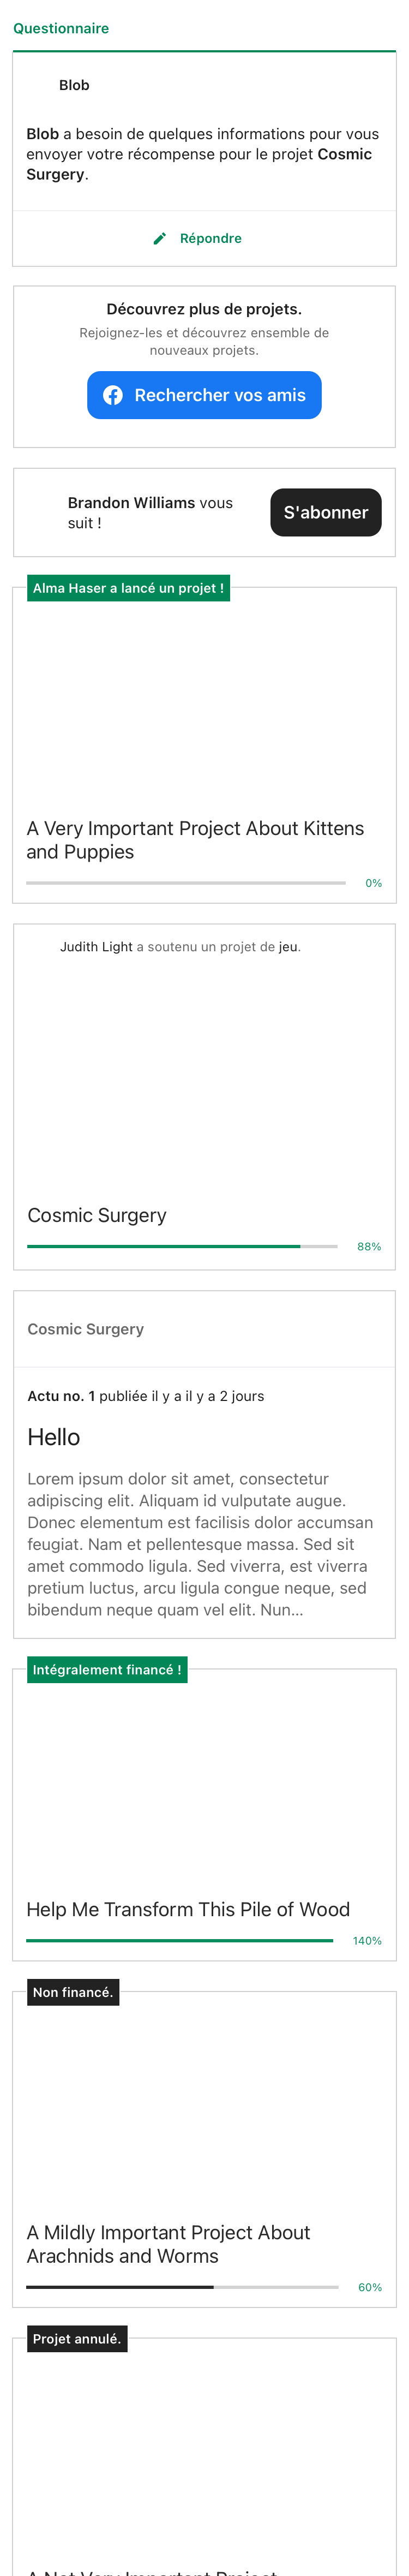 Questionnaire
Blob
Blob a besoin de quelques informations pour vous
envoyer votre récompense pour le projet Cosmic
Surgery.
Répondre
Découvrez plus de projets.
Rejoignez-les et découvrez ensemble de
nouveaux projets.
Rechercher vos amis
Brandon Williams vous
suit !
S'abonner
Alma Haser a lancé un projet !
A Very Important Project About Kittens
and Puppies
0%
Judith Light a soutenu un projet de jeu.
Cosmic Surgery
88%
Cosmic Surgery
Actu no. 1 publiée il y a il y a 2 jours
Hello
Lorem ipsum dolor sit amet, consectetur
adipiscing elit. Aliquam id vulputate augue.
Donec elementum est facilisis dolor accumsan
feugiat. Nam et pellentesque massa. Sed sit
amet commodo ligula. Sed viverra, est viverra
pretium luctus, arcu ligula congue neque, sed
bibendum neque quam vel elit. Nun...
Intégralement financé !
Help Me Transform This Pile of Wood
140%
Non financé.
A Mildly Important Project About
Arachnids and Worms
60%
Projet annulé.
A Not Very Important Project